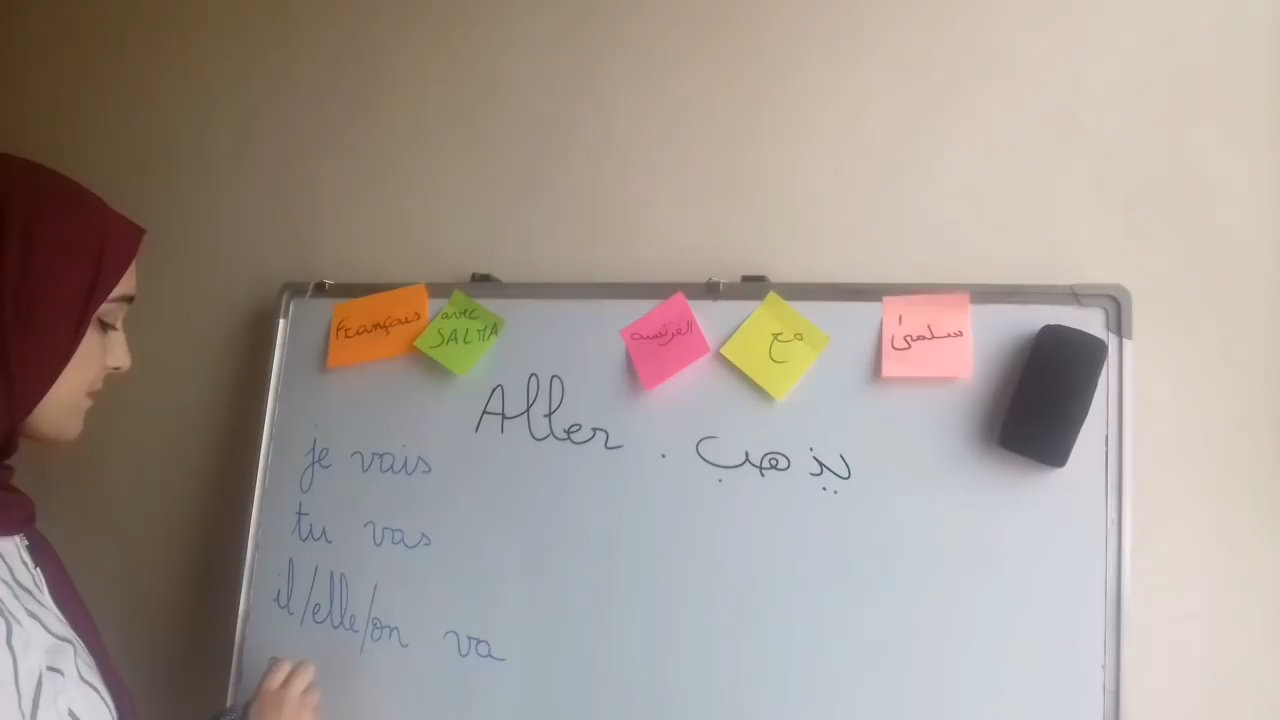 Français
avec
SALMA
الفرنسية
مع
سلمى
Aller . يذهب
je vais
tu vas
il/elle/on va